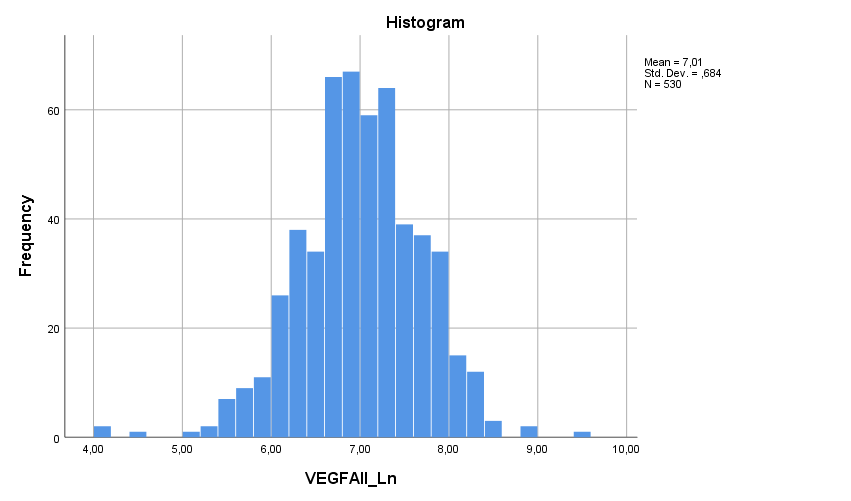 Histogram
Mean = 7,01
Std. Dev. = ,684
N = 530
Frequency
60
40
20
0
4,00 5,00 6,00 7,00 8,00 9,00 10,00
VEGFAll_Ln